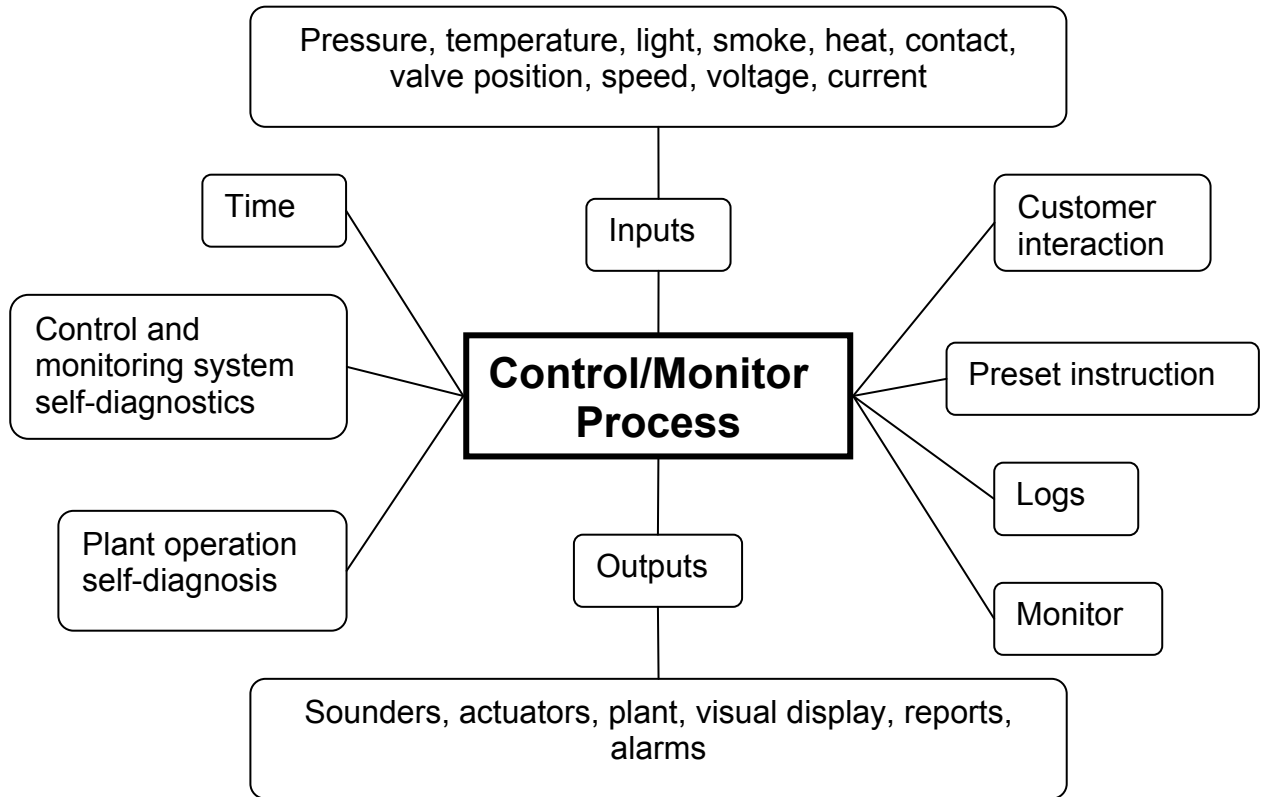 Pressure, temperature, light, smoke, heat, contact,
valve position, speed, voltage, current
Time
Inputs
Customer
interaction
Control and
monitoring system
self-diagnostics
Control/Monitor
Process
Preset instruction
Logs
Plant operation
self-diagnosis
Outputs
Monitor
Sounders, actuators, plant, visual display, reports,
alarms